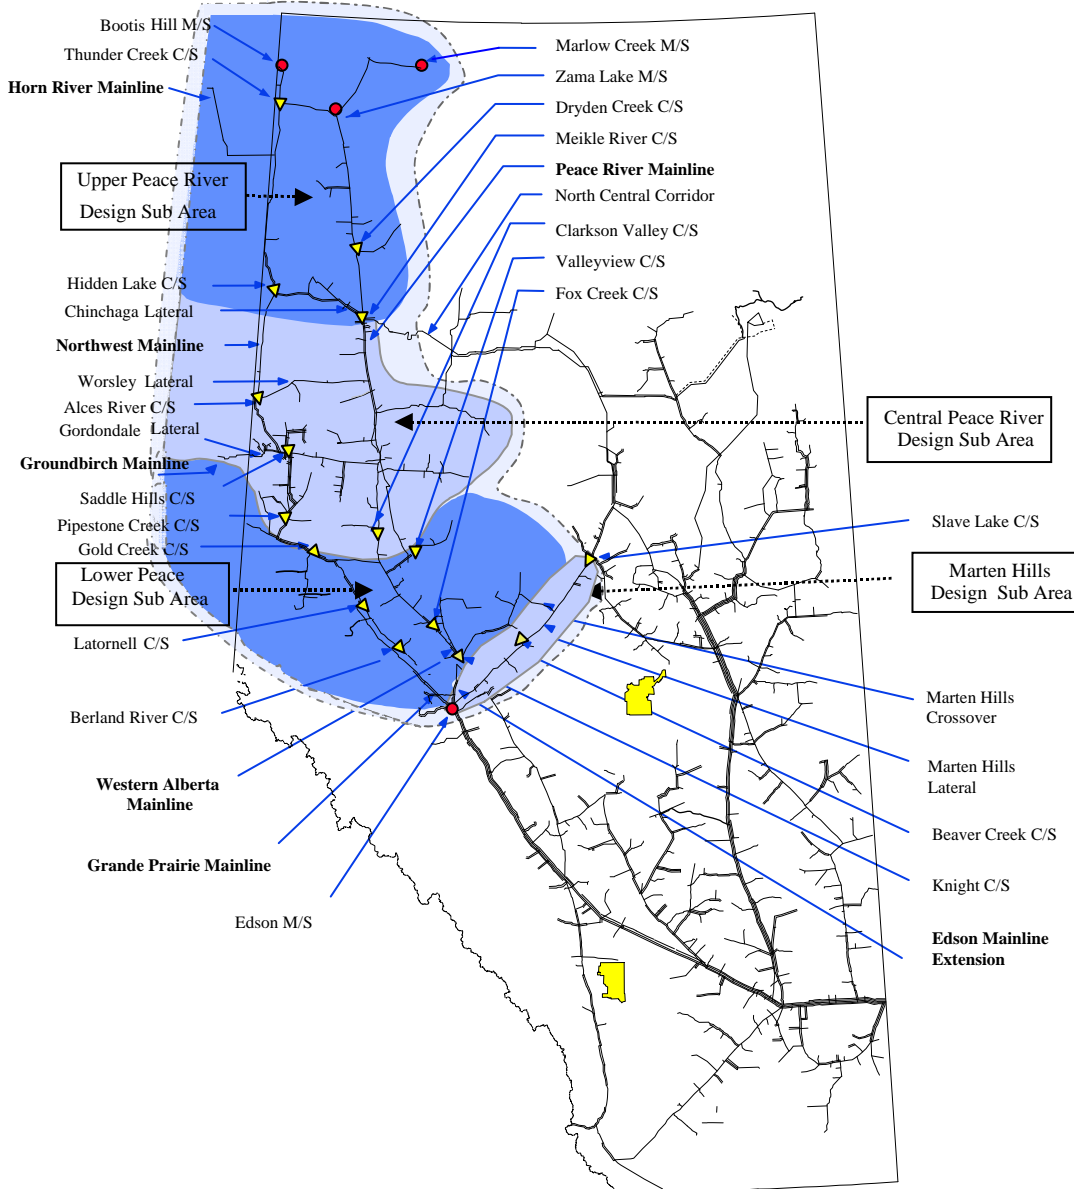 Bootis Hill M/S
Thunder Creek C/S
Horn River Mainline
Upper Peace River
Design Sub Area
Hidden Lake C/S
Chinchaga Lateral
Northwest Mainline
Worsley Lateral
Alces River C/S
Gordondale Lateral
Groundbirch Mainline
Saddle Hills C/S
Pipestone Creek C/S
Gold Creek C/S
Lower Peace
Design Sub Area
Latornell C/S
Berland River C/S
Western Alberta
Mainline
Grande Prairie Mainline
Edson M/S
Marlow Creek M/S
Zama Lake M/S
Dryden Creek C/S
Meikle River C/S
Peace River Mainline
North Central Corridor
Clarkson Valley C/S
Valleyview C/S
Fox Creek C/S
Central Peace River
Design Sub Area
Slave Lake C/S
Marten Hills
Design Sub Area
Marten Hills
Crossover
Marten Hills
Lateral
Beaver Creek C/S
Knight C/S
Edson Mainline
Extension